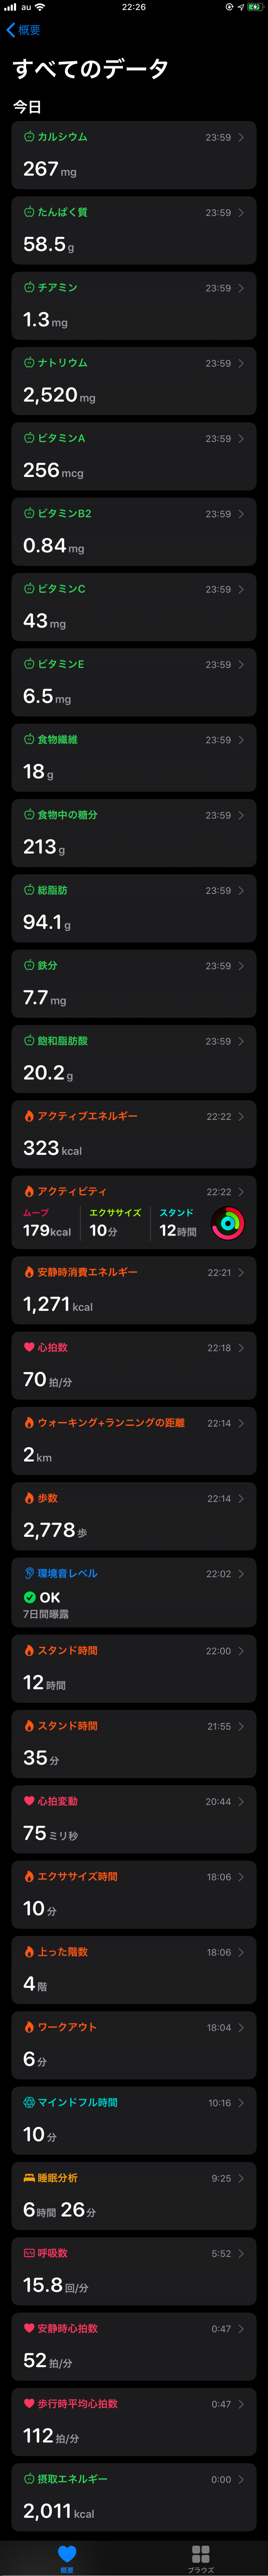 au 22:26
概要
すべてのデータ
今日
カルシウム 23:59
267 mg
たんぱく質 23:59
58.5 g
チアミン 23:59
1.3 mg
ナトリウム 23:59
2,520 mg
ビタミンA 23:59
256 mcg
ビタミンB2 23:59
0.84 mg
ビタミンC 23:59
43 mg
ビタミンE 23:59
6.5 mg
食物繊維 23:59
18 g
食物中の糖分 23:59
213 g
総脂肪 23:59
94.1 g
鉄分 23:59
7.7 mg
飽和脂肪酸 23:59
20.2 g
アクティブエネルギー 22:22
323 kcal
アクティビティ 22:22
ムーブ エクササイズ スタンド
179kcal 10分 12時間
安静時消費エネルギー 22:21
1,271 kcal
心拍数 22:18
70 拍/分
ウォーキング+ランニングの距離 22:14
2 km
歩数 22:14
2,778 歩
環境音レベル 22:02
OK
7日間曝露
スタンド時間 22:00
12 時間
スタンド時間 21:55
35 分
心拍変動 20:44
75 ミリ秒
エクササイズ時間 18:06
10 分
上った階数 18:06
4 階
ワークアウト 18:04
6 分
マインドフル時間 10:16
10 分
睡眠分析 9:25
6時間 26分
呼吸数 5:52
15.8 回/分
安静時心拍数 0:47
52 拍/分
歩行時平均心拍数 0:47
112 拍/分
摂取エネルギー 0:00
2,011 kcal
概要 ブラウズ